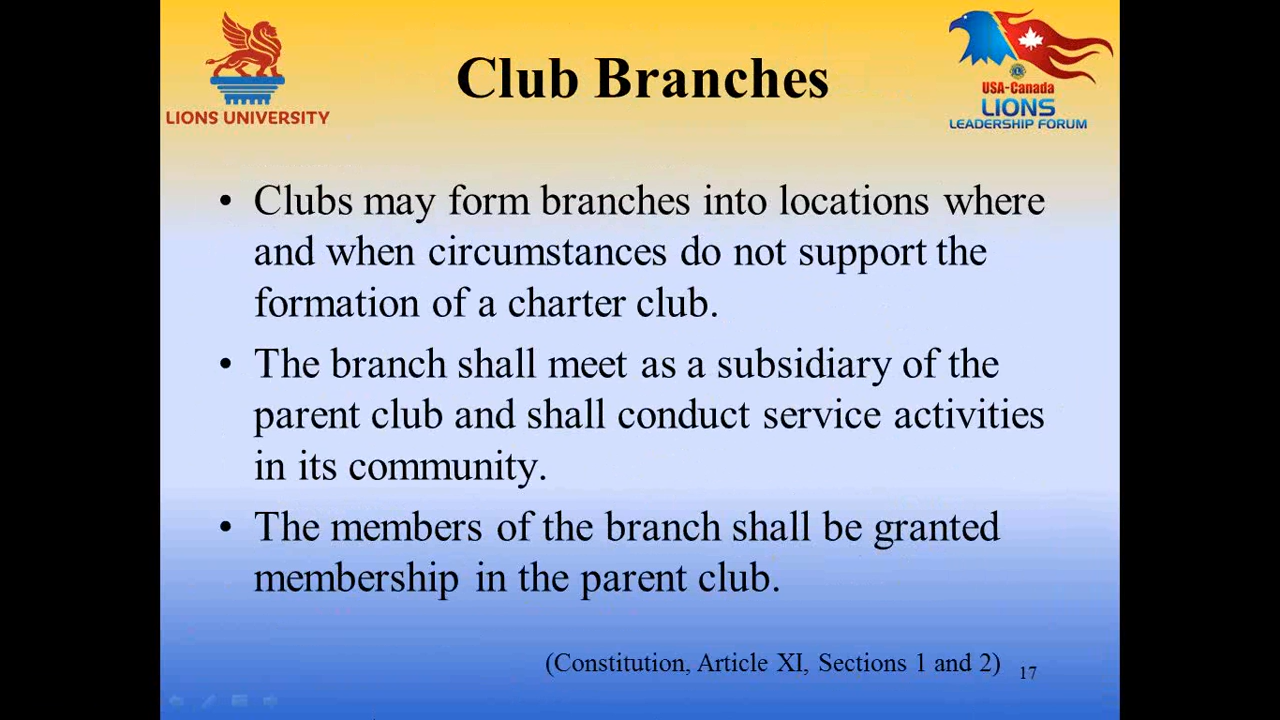 Club Branches
LIONS UNIVERSITY
USA-Canada
LIONS
LEADERSHIP FORUM
• Clubs may form branches into locations where
and when circumstances do not support the
formation of a charter club.
• The branch shall meet as a subsidiary of the
parent club and shall conduct service activities
in its community.
• The members of the branch shall be granted
membership in the parent club.
(Constitution, Article XI, Sections 1 and 2)
17